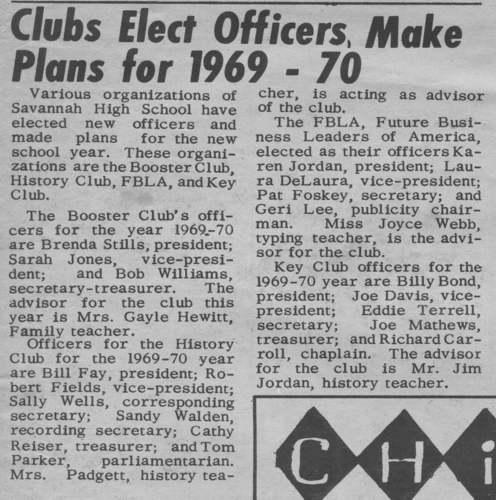 Clubs Elect Officers, Make
Plans for 1969 - 70
Various organizations of
Savannah High School have
elected new officers and
made plans for the new
school year. These organi-
zations are the Booster Club,
History Club, FBLA, and Key
Club.
The Booster Club's offi-
cers for the year 1969-70
are Brenda Stills, president;
Sarah Jones, vice-presi-
dent; and Bob Williams,
secretary-treasurer. The
advisor for the club this
year is Mrs. Gayle Hewitt,
Family teacher.
Officers for the History
Club for the 1969-70 year
are Bill Fay, president; Ro-
bert Fields, vice-president;
Sally Wells, corresponding
secretary; Sandy Walden,
recording secretary; Cathy
Reiser, treasurer; and Tom
Parker, parliamentarian.
Mrs. Padgett, history tea-
cher, is acting as advisor
of the club.
The FBLA, Future Busi-
ness Leaders of America,
elected as their officers Ka-
ren Jordan, president; Lau-
ra DeLaura, vice-president;
Pat Foskey, secretary; and
Geri Lee, publicity chair-
man. Miss Joyce Webb,
typing teacher, is the advi-
sor for the club.
Key Club officers for the
1969-70 year are Billy Bond,
president; Joe Davis, vice-
president; Eddie Terrell,
secretary; Joe Mathews,
treasurer; and Richard Car-
roll, chaplain. The advisor
for the club is Mr. Jim
Jordan, history teacher.
CHi